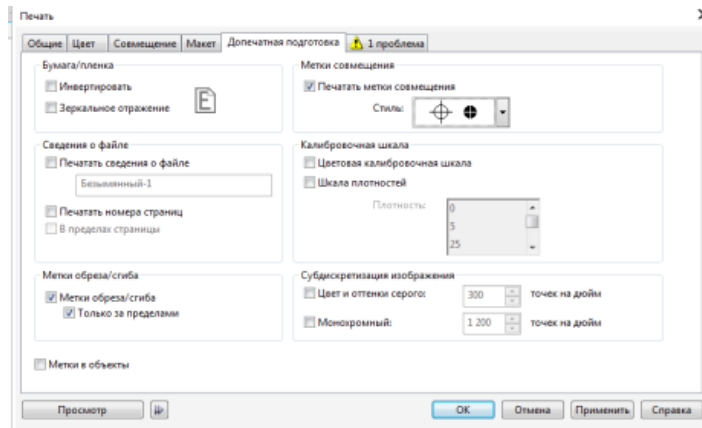 Печать
Общие Цвет Совмещение Макет Допечатная подготовка 1 проблема
Бумага/пленка
Инвертировать
Зеркальное отражение
E
Метки совмещения
Печатать метки совмещения
Стиль:
Сведения о файле
Печатать сведения о файле
Безымянный-1
Печатать номера страниц
В пределах страницы
Калибровочная шкала
Цветовая калибровочная шкала
Шкала плотностей
Плотность:
0
5
25
Метки обреза/сгиба
Метки обреза/сгиба
Только за пределами
Субдискретизация изображения
Цвет и оттенки серого: 300 точек на дюйм
Монохромный: 1 200 точек на дюйм
Метки в объекты
Просмотр OK Отмена Применить Справка